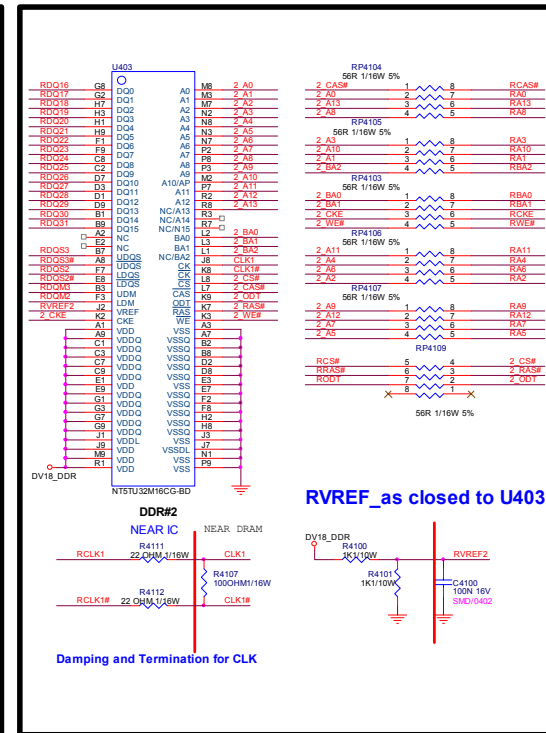 U403
RDQ16 G8 DQ0 A0 M8 2_A0
RDQ17 G2 DQ1 A1 M3 2_A1
RDQ18 H7 DQ2 A2 M7 2_A2
RDQ19 H3 DQ3 A3 N2 2_A3
RDQ20 H1 DQ4 A4 N8 2_A4
RDQ21 H9 DQ5 A5 N3 2_A5
RDQ22 F1 DQ6 A6 N7 2_A6
RDQ23 F9 DQ7 A7 P2 2_A7
RDQ24 C8 DQ8 A8 P8 2_A8
RDQ25 C2 DQ9 A9 P3 2_A9
RDQ26 D7 DQ10 A10/AP M2 2_A10
RDQ27 D3 DQ11 A11 P7 2_A11
RDQ28 D1 DQ12 A12 R2 2_A12
RDQ29 D9 DQ13 NC/A13 R8 2_A13
RDQ30 B1 DQ14 NC/A14 R3
RDQ31 B9 DQ15 NC/N15 R7
A2 NC BA0 L2 2_BA0
E2 NC BA1 L3 2_BA1
RDQS3 B7 UDQS NC/BA2 L1 2_BA2
RDQS3# A8 UDQS CK J8 CLK1
RDQS2 F7 LDQS CK K8 CLK1#
RDQS2# E8 LDQS CS L8 2_CS#
RDQM3 B3 UDM CAS L7 2_CAS#
RDQM2 F3 LDM ODT K9 2_ODT
RVREF2 J2 VREF RAS K7 2_RAS#
2_CKE K2 CKE WE K3 2_WE#
A1 VDD VSS A3
A9 VDDQ VSSQ A7
C1 VDDQ VSSQ B2
C3 VDDQ VSSQ B8
C7 VDDQ VSSQ D2
C9 VDDQ VSSQ D8
E1 VDD VSS E3
E9 VDDQ VSSQ E7
G1 VDDQ VSSQ F2
G3 VDDQ VSSQ F8
G7 VDDQ VSSQ H2
G9 VDDQ VSSQ H8
J1 VDDL VSS J3
J9 VDD VSSDL J7
M9 VDD VSS N1
R1 VDD VSS P9
DV18_DDR
NT5TU32M16CG-BD
DDR#2
RP4104
56R 1/16W 5%
2_CAS# 1 8 RCAS#
2_A0 2 7 RA0
2_A13 3 6 RA13
2_A8 4 5 RA8
RP4105
56R 1/16W 5%
2_A3 1 8 RA3
2_A10 2 7 RA10
2_A1 3 6 RA1
2_BA2 4 5 RBA2
RP4103
56R 1/16W 5%
2_BA0 1 8 RBA0
2_BA1 2 7 RBA1
2_CKE 3 6 RCKE
2_WE# 4 5 RWE#
RP4106
56R 1/16W 5%
2_A11 1 8 RA11
2_A4 2 7 RA4
2_A6 3 6 RA6
2_A2 4 5 RA2
RP4107
56R 1/16W 5%
2_A9 1 8 RA9
2_A12 2 7 RA12
2_A7 3 6 RA7
2_A5 4 5 RA5
RP4109
RCS# 5 4 2_CS#
RRAS# 6 3 2_RAS#
RODT 7 2 2_ODT
8 1
56R 1/16W 5%
RVREF_as closed to U403
NEAR IC NEAR DRAM
RCLK1 R4111 CLK1
22 OHM 1/16W
R4107
100OHM1/16W
RCLK1# R4112 CLK1#
22 OHM 1/16W
Damping and Termination for CLK
DV18_DDR
R4100 RVREF2
1K1/10W
R4101
1K1/10W
C4100
100N 16V
SMD/0402